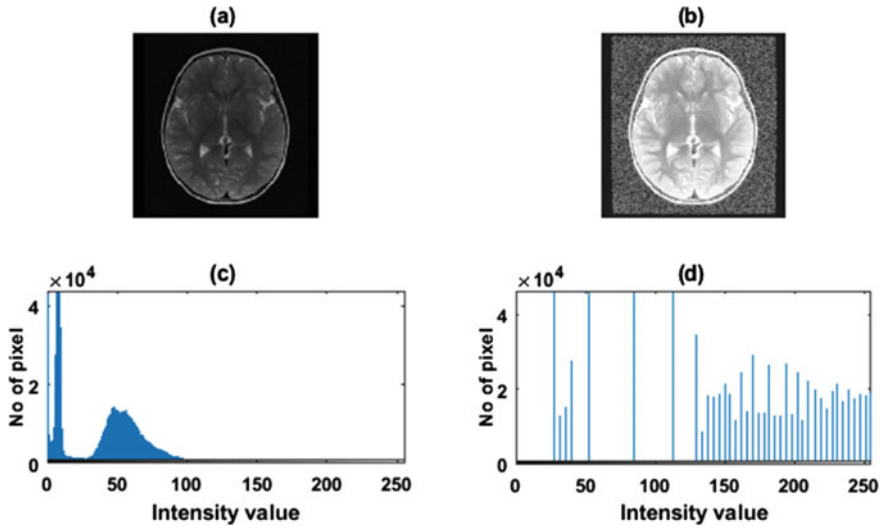 (a)
(b)
(c)
(d)
×10⁴
4
2
0
No of pixel
0 50 100 150 200 250
Intensity value
×10⁴
4
2
0
No of pixel
0 50 100 150 200 250
Intensity value